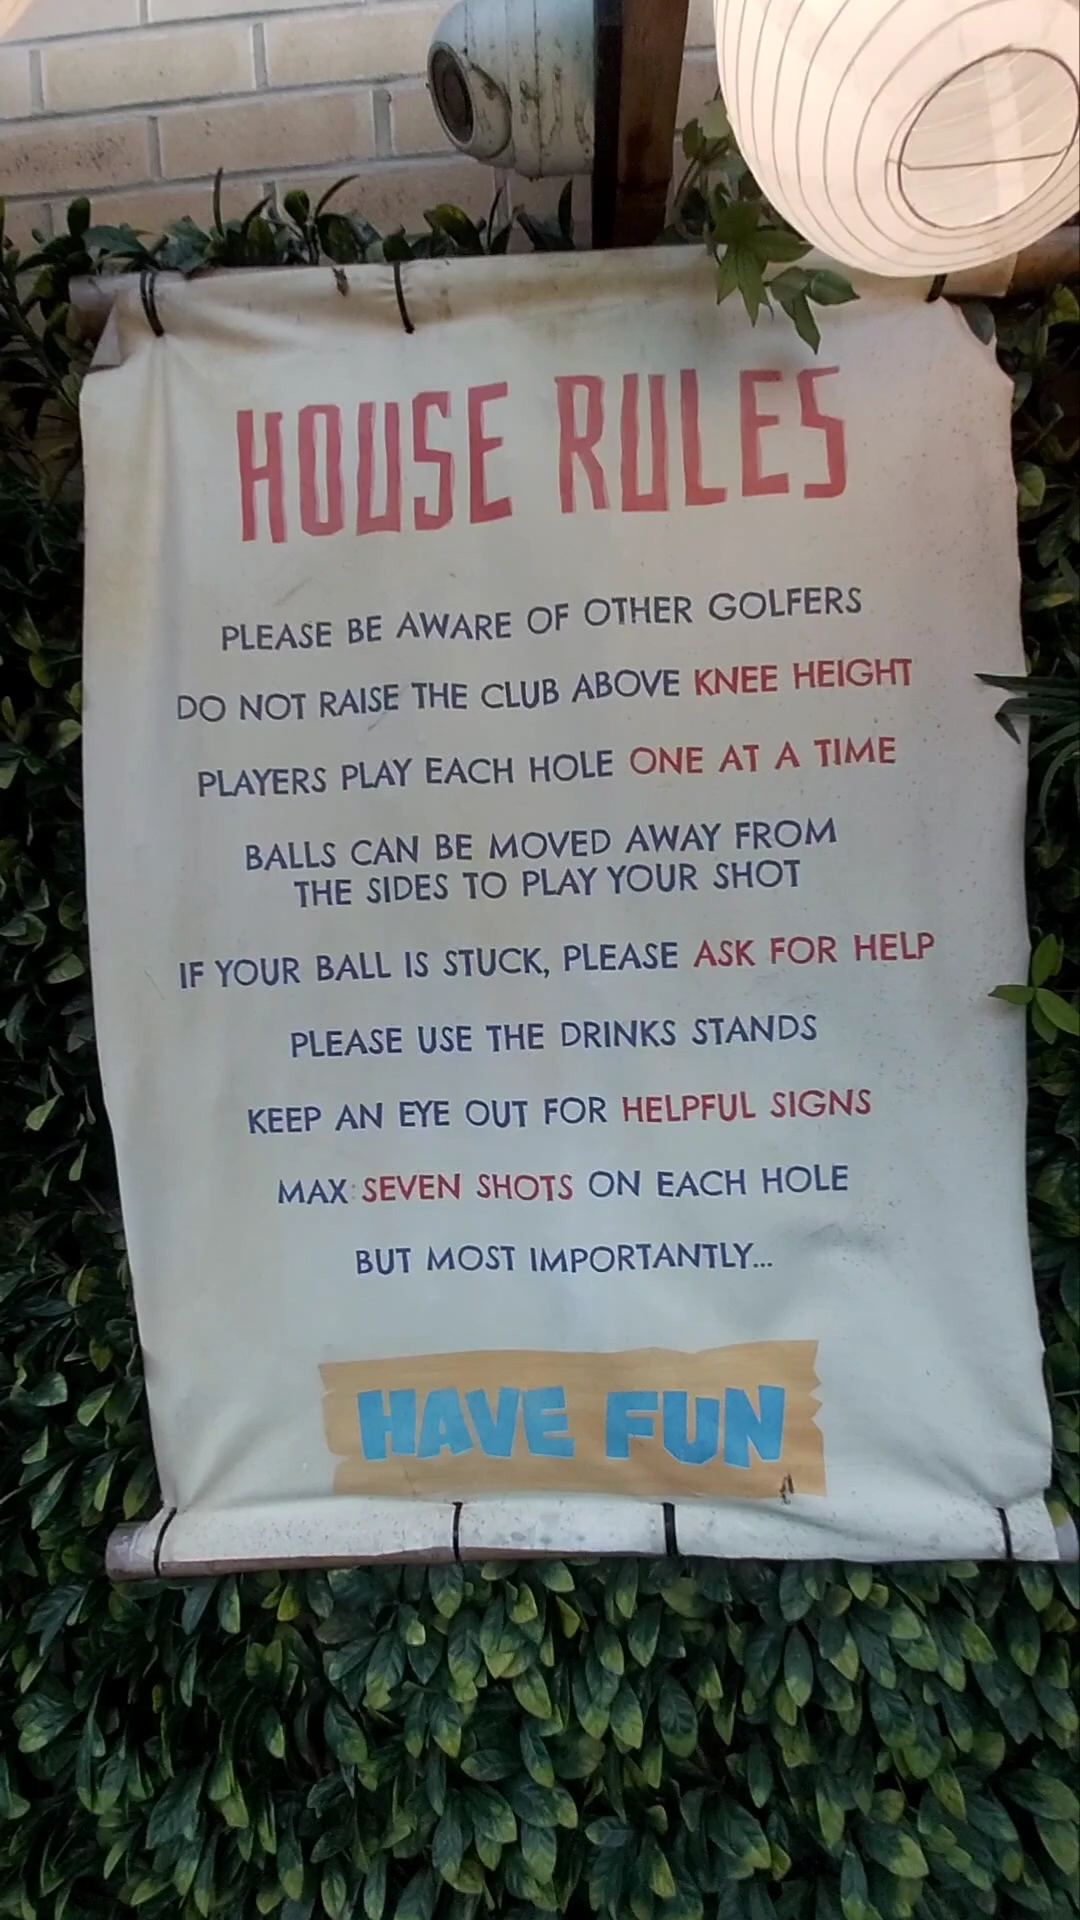 HOUSE RULES
PLEASE BE AWARE OF OTHER GOLFERS
DO NOT RAISE THE CLUB ABOVE KNEE HEIGHT
PLAYERS PLAY EACH HOLE ONE AT A TIME
BALLS CAN BE MOVED AWAY FROM
THE SIDES TO PLAY YOUR SHOT
IF YOUR BALL IS STUCK, PLEASE ASK FOR HELP
PLEASE USE THE DRINKS STANDS
KEEP AN EYE OUT FOR HELPFUL SIGNS
MAX: SEVEN SHOTS ON EACH HOLE
BUT MOST IMPORTANTLY...
HAVE FUN